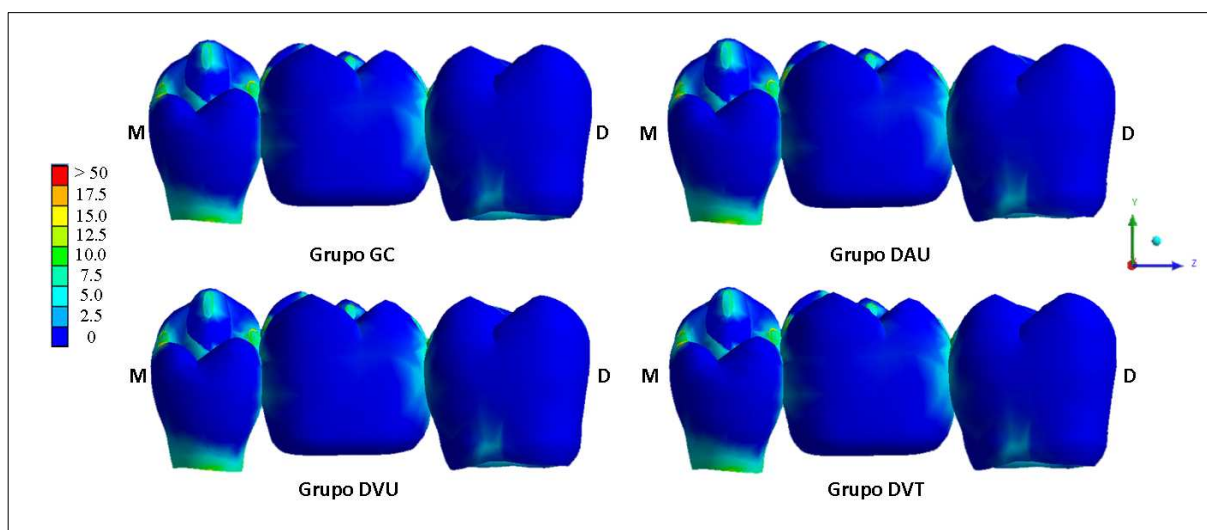 M
D
M
D
> 50
17.5
15.0
12.5
10.0
7.5
5.0
2.5
0
Y
Z
Grupo GC
Grupo DAU
M
D
M
D
Grupo DVU
Grupo DVT